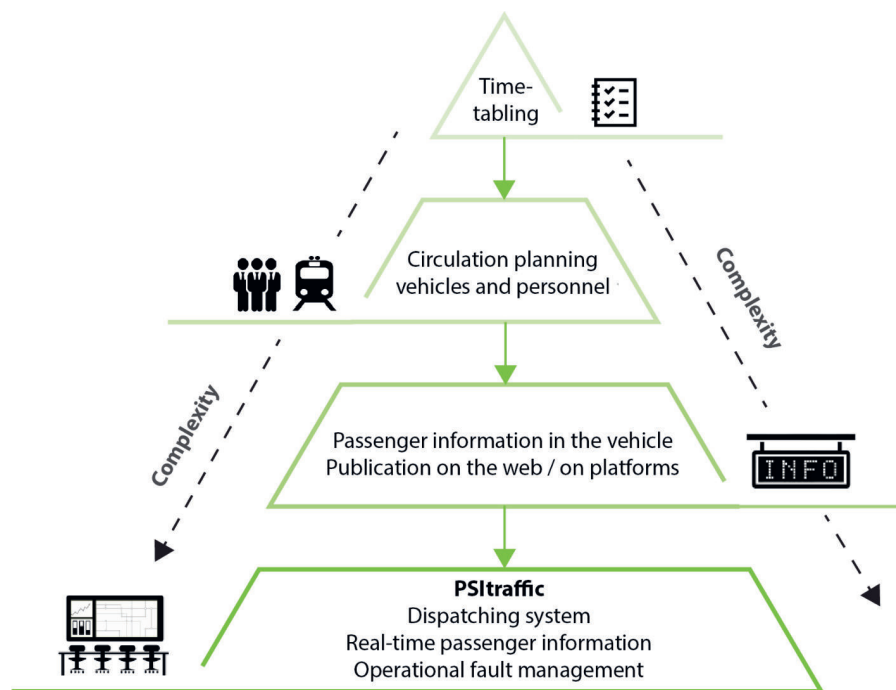 Time-
tabling
Circulation planning
vehicles and personnel
Complexity
Complexity
Passenger information in the vehicle
Publication on the web / on platforms
INFO
PSItraffic
Dispatching system
Real-time passenger information
Operational fault management